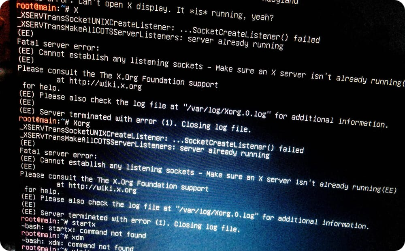 Can't open X display. It *is* running, yeah?
root@main:~# X
_XSERVTransSocketUNIXCreateListener: ...SocketCreateListener() failed
_XSERVTransMakeAllCOTSServerListeners: server already running
(EE)
Fatal server error:
(EE) Cannot establish any listening sockets - Make sure an X server isn't already running(
(EE)
Please consult the The X.Org Foundation support
at http://wiki.x.org
for help.
(EE) Please also check the log file at "/var/log/Xorg.0.log" for additional information.
(EE)
(EE) Server terminated with error (1). Closing log file.
root@main:~# Xorg
_XSERVTransSocketUNIXCreateListener: ...SocketCreateListener() failed
_XSERVTransMakeAllCOTSServerListeners: server already running
(EE)
Fatal server error:
(EE) Cannot establish any listening sockets - Make sure an X server isn't already running(EE)
(EE)
Please consult the The X.Org Foundation support
at http://wiki.x.org
for help.
(EE) Please also check the log file at "/var/log/Xorg.0.log" for additional information.
(EE)
(EE) Server terminated with error (1). Closing log file.
root@main:~# startx
-bash: startx: command not found
root@main:~# xdm
-bash: xdm: command not found